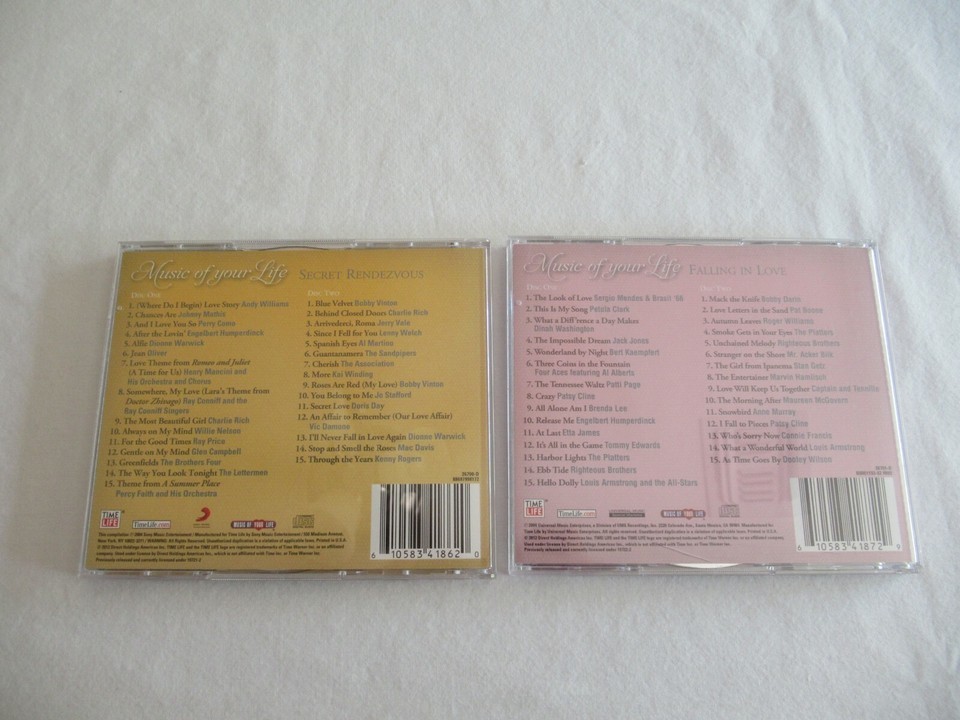 Music of your Life SECRET RENDEZVOUS
DISC ONE
1. (Where Do I Begin) Love Story Andy Williams
2. Chances Are Johnny Mathis
3. And I Love You So Perry Como
4. After the Lovin' Engelbert Humperdinck
5. Alfie Dionne Warwick
6. Jean Oliver
7. Love Theme from Romeo and Juliet
(A Time for Us) Henry Mancini and
His Orchestra and Chorus
8. Somewhere, My Love (Lara's Theme from
Doctor Zhivago) Ray Conniff and the
Ray Conniff Singers
9. The Most Beautiful Girl Charlie Rich
10. Always on My Mind Willie Nelson
11. For the Good Times Ray Price
12. Gentle on My Mind Glen Campbell
13. Greenfields The Brothers Four
14. The Way You Look Tonight The Lettermen
15. Theme from A Summer Place
Percy Faith and His Orchestra
DISC TWO
1. Blue Velvet Bobby Vinton
2. Behind Closed Doors Charlie Rich
3. Arrivederci, Roma Jerry Vale
4. Since I Fell for You Lenny Welch
5. Spanish Eyes Al Martino
6. Guantanamera The Sandpipers
7. Cherish The Association
8. More Kai Winding
9. Roses Are Red (My Love) Bobby Vinton
10. You Belong to Me Jo Stafford
11. Secret Love Doris Day
12. An Affair to Remember (Our Love Affair)
Vic Damone
13. I'll Never Fall in Love Again Dionne Warwick
14. Stop and Smell the Roses Mac Davis
15. Through the Years Kenny Rogers
TIME LIFE
TimeLife.com
MUSIC OF YOUR LIFE
6 10583 41862 0
Music of your Life FALLING IN LOVE
DISC ONE
1. The Look of Love Sergio Mendes & Brasil '66
2. This Is My Song Petula Clark
3. What a Diff'rence a Day Makes
Dinah Washington
4. The Impossible Dream Jack Jones
5. Wonderland by Night Bert Kaempfert
6. Three Coins in the Fountain
Four Aces featuring Al Alberts
7. The Tennessee Waltz Patti Page
8. Crazy Patsy Cline
9. All Alone Am I Brenda Lee
10. Release Me Engelbert Humperdinck
11. At Last Etta James
12. It's All in the Game Tommy Edwards
13. Harbor Lights The Platters
14. Ebb Tide Righteous Brothers
15. Hello Dolly Louis Armstrong and the All-Stars
DISC TWO
1. Mack the Knife Bobby Darin
2. Love Letters in the Sand Pat Boone
3. Autumn Leaves Roger Williams
4. Smoke Gets in Your Eyes The Platters
5. Unchained Melody Righteous Brothers
6. Stranger on the Shore Mr. Acker Bilk
7. The Girl from Ipanema Stan Getz
8. The Entertainer Marvin Hamlisch
9. Love Will Keep Us Together Captain and Tennille
10. The Morning After Maureen McGovern
11. Snowbird Anne Murray
12. I Fall to Pieces Patsy Cline
13. Who's Sorry Now Connie Francis
14. What a Wonderful World Louis Armstrong
15. As Time Goes By Dooley Wilson
TIME LIFE
TimeLife.com
MUSIC OF YOUR LIFE
6 10583 41872 9